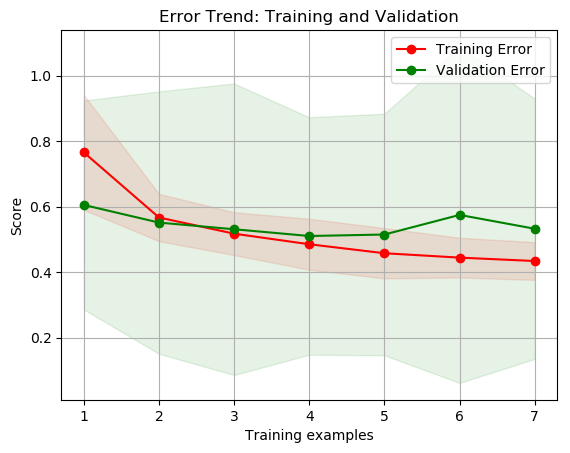 Error Trend: Training and Validation
Training Error
Validation Error
1.0
0.8
0.6
0.4
0.2
Score
1 2 3 4 5 6 7
Training examples